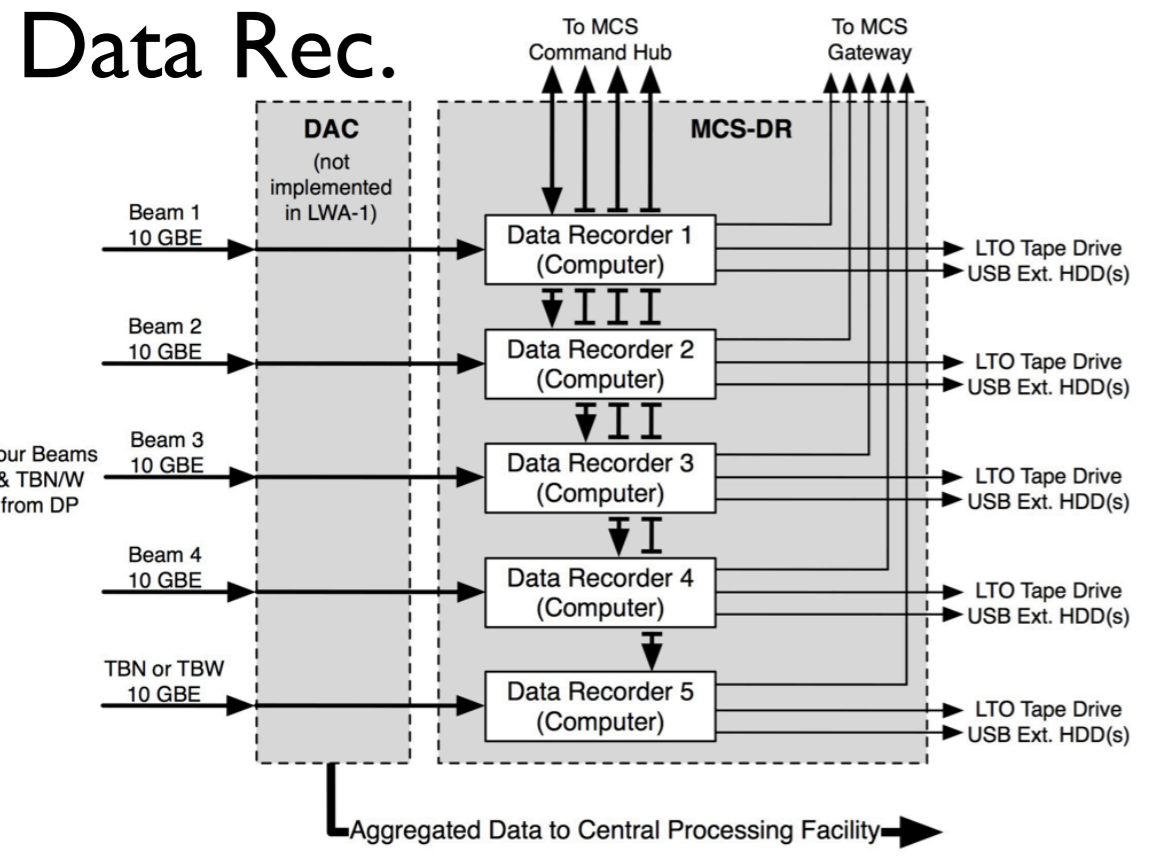 Data Rec.
To MCS
Command Hub
To MCS
Gateway
DAC
(not
implemented
in LWA-1)
MCS-DR
Beam 1
10 GBE
Data Recorder 1
(Computer)
LTO Tape Drive
USB Ext. HDD(s)
Beam 2
10 GBE
Data Recorder 2
(Computer)
LTO Tape Drive
USB Ext. HDD(s)
our Beams
& TBN/W
from DP
Beam 3
10 GBE
Data Recorder 3
(Computer)
LTO Tape Drive
USB Ext. HDD(s)
Beam 4
10 GBE
Data Recorder 4
(Computer)
LTO Tape Drive
USB Ext. HDD(s)
TBN or TBW
10 GBE
Data Recorder 5
(Computer)
LTO Tape Drive
USB Ext. HDD(s)
Aggregated Data to Central Processing Facility